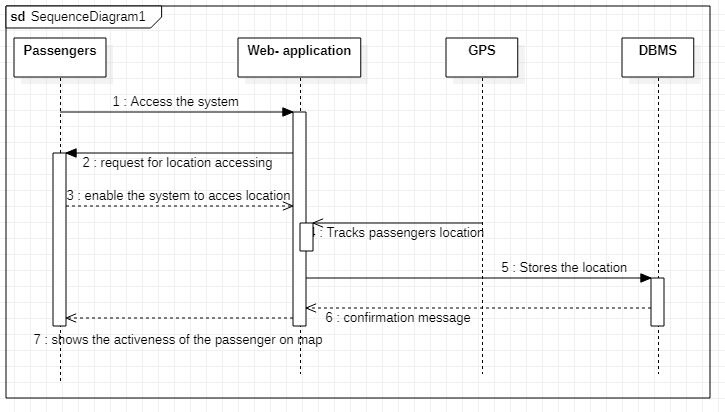 sd SequenceDiagram1
Passengers
Web- application
GPS
DBMS
1 : Access the system
2 : request for location accessing
3 : enable the system to acces location
: Tracks passengers location
5 : Stores the location
6 : confirmation message
7 : shows the activeness of the passenger on map